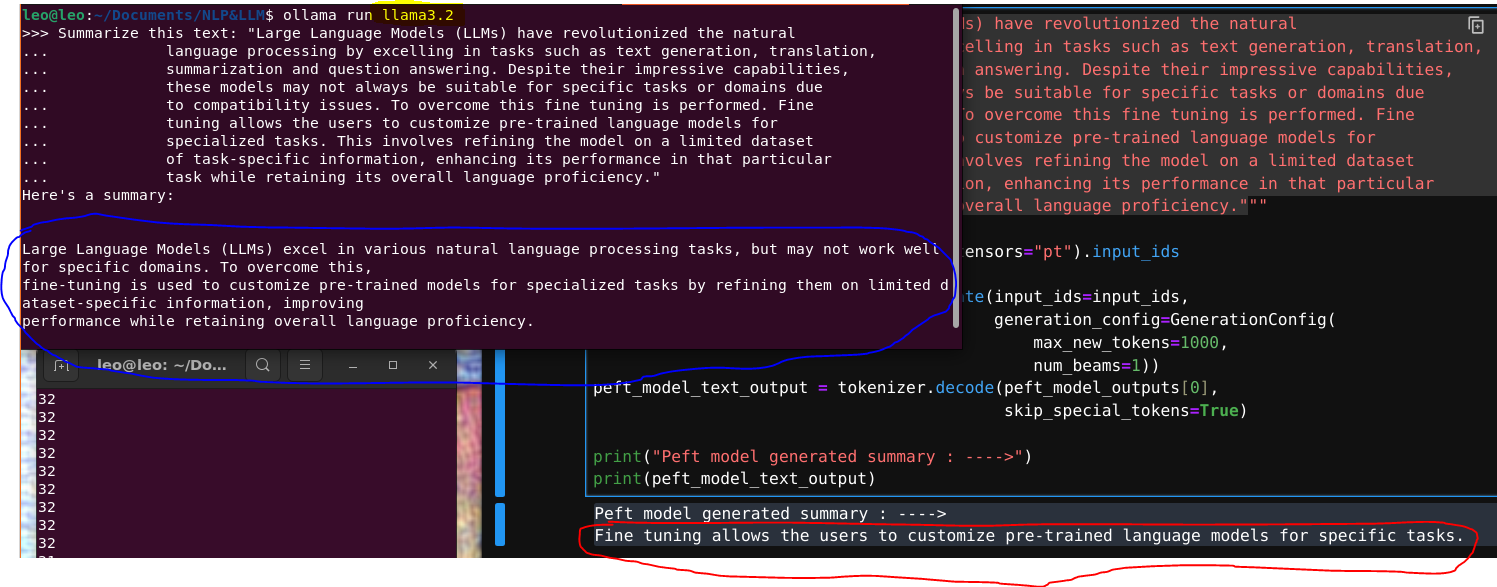 leo@leo:~/Documents/NLP&LLM$ ollama run llama3.2
>>> Summarize this text: "Large Language Models (LLMs) have revolutionized the natural
... language processing by excelling in tasks such as text generation, translation,
... summarization and question answering. Despite their impressive capabilities,
... these models may not always be suitable for specific tasks or domains due
... to compatibility issues. To overcome this fine tuning is performed. Fine
... tuning allows the users to customize pre-trained language models for
... specialized tasks. This involves refining the model on a limited dataset
... of task-specific information, enhancing its performance in that particular
... task while retaining its overall language proficiency."
Here's a summary:
Large Language Models (LLMs) excel in various natural language processing tasks, but may not work well
for specific domains. To overcome this,
fine-tuning is used to customize pre-trained models for specialized tasks by refining them on limited d
ataset-specific information, improving
performance while retaining overall language proficiency.
leo@leo: ~/Do...
32
32
32
32
32
32
32
32
32
s) have revolutionized the natural
elling in tasks such as text generation, translation,
answering. Despite their impressive capabilities,
s be suitable for specific tasks or domains due
o overcome this fine tuning is performed. Fine
customize pre-trained language models for
volves refining the model on a limited dataset
on, enhancing its performance in that particular
verall language proficiency."""
ensors="pt").input_ids
te(input_ids=input_ids,
generation_config=GenerationConfig(
max_new_tokens=1000,
num_beams=1))
peft_model_text_output = tokenizer.decode(peft_model_outputs[0],
skip_special_tokens=True)
print("Peft model generated summary : ---->")
print(peft_model_text_output)
Peft model generated summary : ---->
Fine tuning allows the users to customize pre-trained language models for specific tasks.